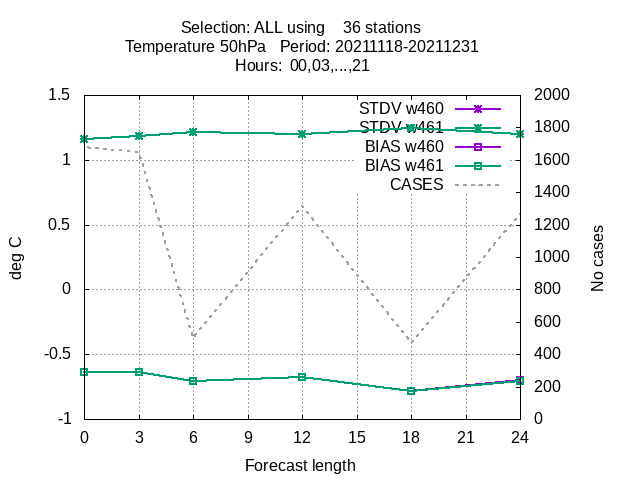 Selection: ALL using    36 stations
Temperature 50hPa   Period: 20211118-20211231
Hours: 00,03,...,21
STDV w460
STDV w461
BIAS w460
BIAS w461
CASES
1.5
1
0.5
0
-0.5
-1
2000
1800
1600
1400
1200
1000
800
600
400
200
0
deg C
No cases
0 3 6 9 12 15 18 21 24
Forecast length